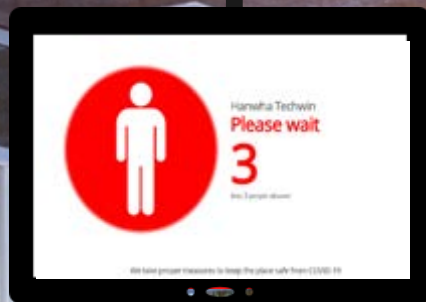 Hanwha Techwin
Please wait
3
We take proper measures to keep the place safe from COVID-19